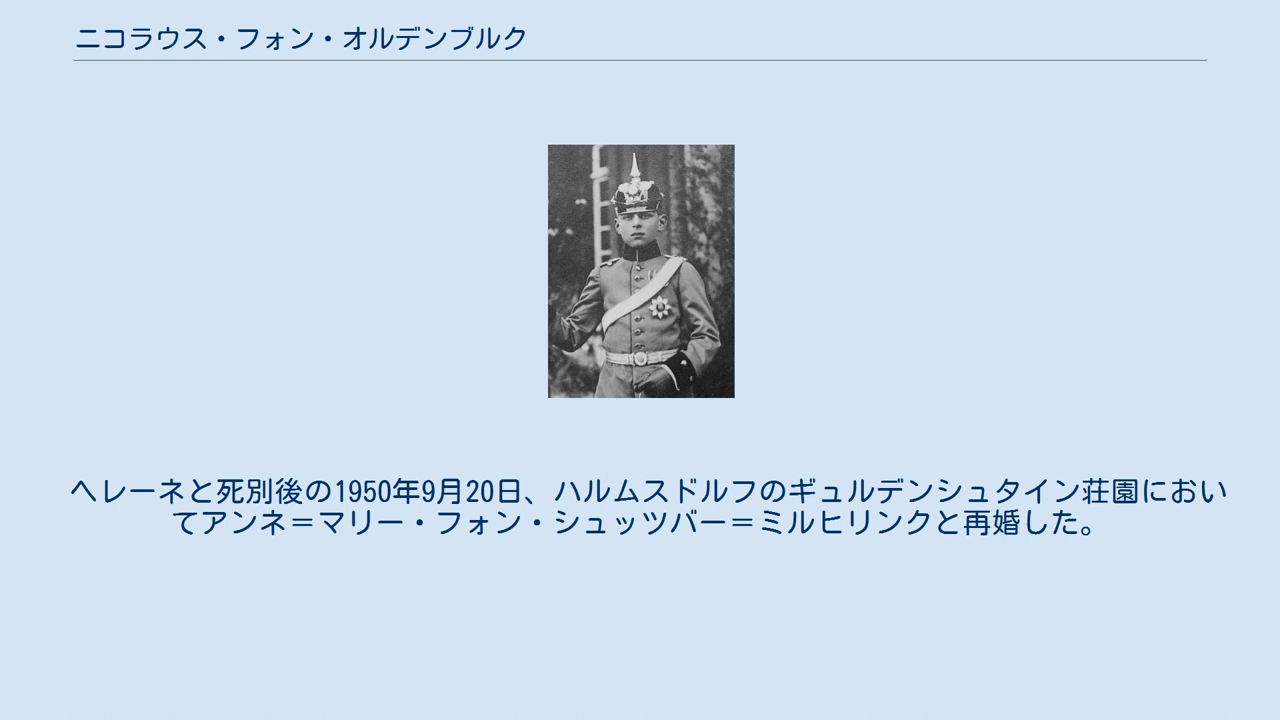 ニコラウス・フォン・オルデンブルク
ヘレーネと死別後の1950年9月20日、ハルムスドルフのギュルデンシュタイン荘園におい
てアンネ＝マリー・フォン・シュッツバー＝ミルヒリンクと再婚した。